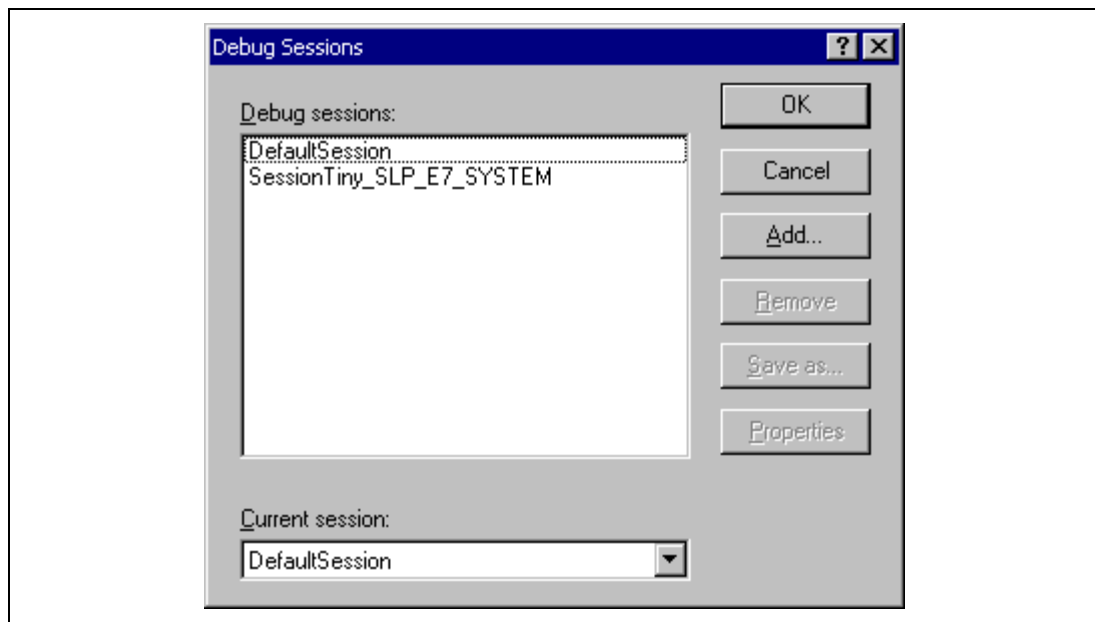 Debug Sessions
Debug sessions:
DefaultSession
SessionTiny_SLP_E7_SYSTEM
OK
Cancel
Add...
Remove
Save as...
Properties
Current session:
DefaultSession